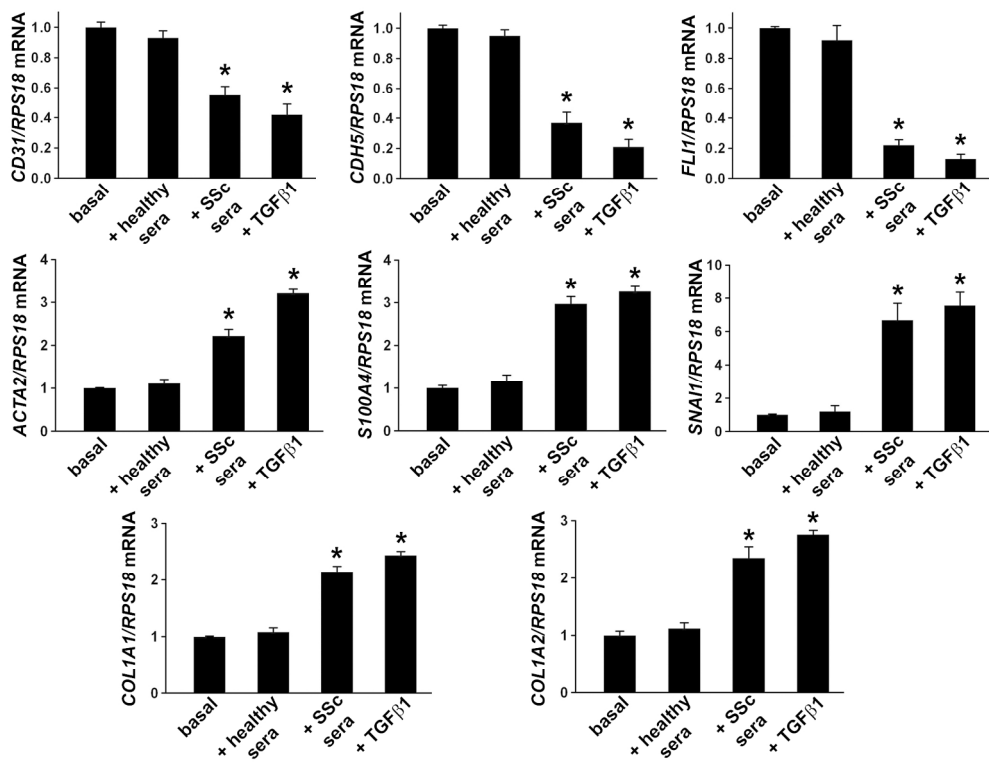 CD31/RPS18 mRNA
1.0
0.8
0.6
0.4
0.2
0.0
*
*
basal
+ healthy
sera
+ SSc
sera
+ TGFβ1
CDH5/RPS18 mRNA
1.0
0.8
0.6
0.4
0.2
0.0
*
*
basal
+ healthy
sera
+ SSc
sera
+ TGFβ1
FLI1/RPS18 mRNA
1.0
0.8
0.6
0.4
0.2
0.0
*
*
basal
+ healthy
sera
+ SSc
sera
+ TGFβ1
ACTA2/RPS18 mRNA
4
3
2
1
0
*
*
basal
+ healthy
sera
+ SSc
sera
+ TGFβ1
S100A4/RPS18 mRNA
4
3
2
1
0
*
*
basal
+ healthy
sera
+ SSc
sera
+ TGFβ1
SNAI1/RPS18 mRNA
10
8
6
4
2
0
*
*
basal
+ healthy
sera
+ SSc
sera
+ TGFβ1
COL1A1/RPS18 mRNA
3
2
1
0
*
*
basal
+ healthy
sera
+ SSc
sera
+ TGFβ1
COL1A2/RPS18 mRNA
3
2
1
0
*
*
basal
+ healthy
sera
+ SSc
sera
+ TGFβ1